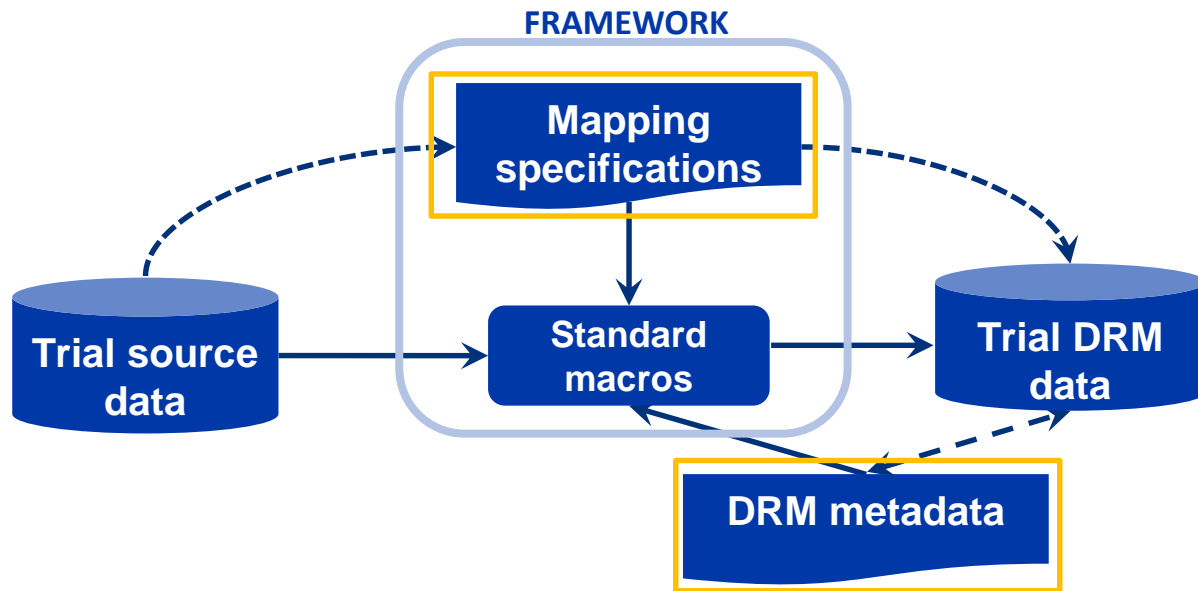 FRAMEWORK
Mapping
specifications
Trial source
data
Standard
macros
Trial DRM
data
DRM metadata